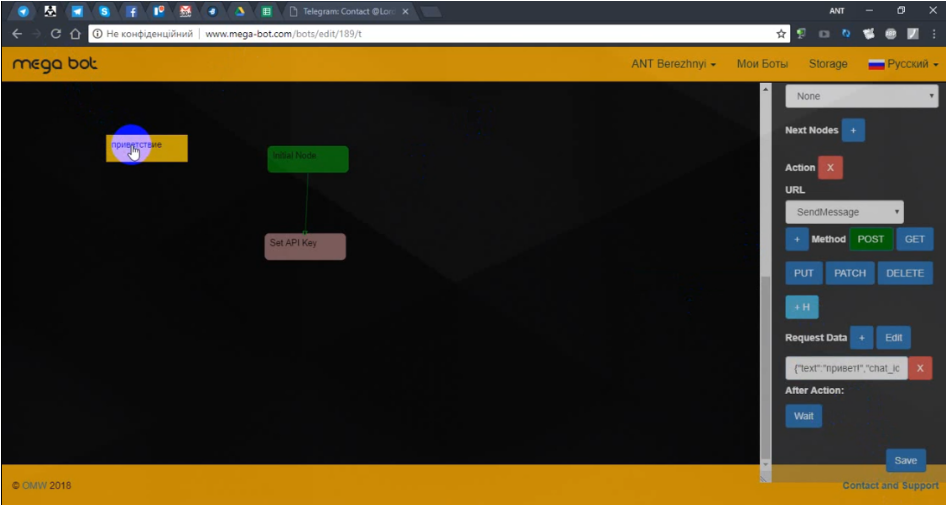 Telegram: Contact @Lon
ANT
Не конфіденційний
www.mega-bot.com/bots/edit/189/t
mega bot
ANT Berezhnyi
Мои Боты
Storage
Русский
приветствие
Initial Node
Set API Key
None
Next Nodes +
Action X
URL
SendMessage
+ Method POST GET
PUT PATCH DELETE
+ H
Request Data + Edit
{"text":"привет!","chat_ic X
After Action:
Wait
Save
© OMW 2018
Contact and Support